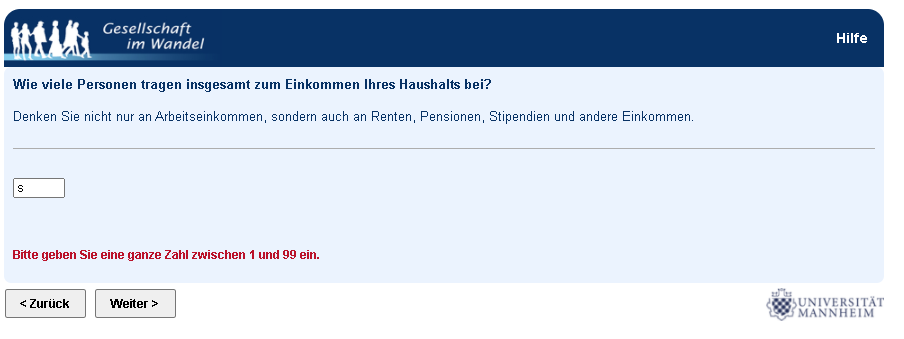 Gesellschaft
im Wandel
Hilfe
Wie viele Personen tragen insgesamt zum Einkommen Ihres Haushalts bei?
Denken Sie nicht nur an Arbeitseinkommen, sondern auch an Renten, Pensionen, Stipendien und andere Einkommen.
s
Bitte geben Sie eine ganze Zahl zwischen 1 und 99 ein.
< Zurück
Weiter >
UNIVERSITÄT
MANNHEIM